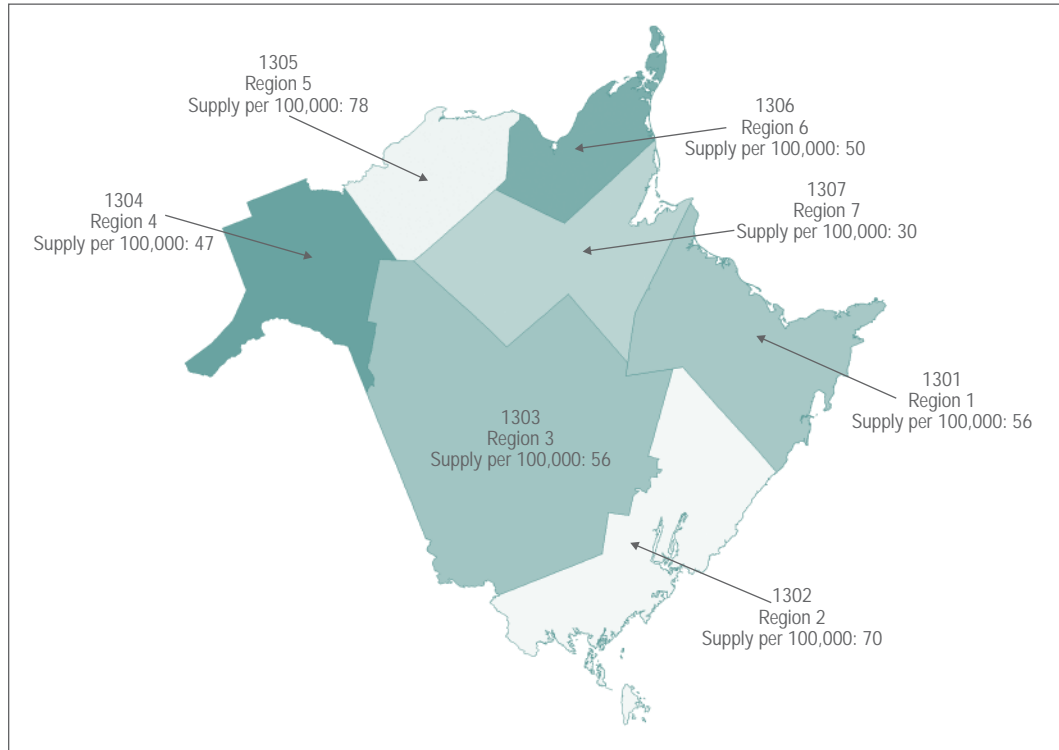 1305
Region 5
Supply per 100,000: 78
1306
Region 6
Supply per 100,000: 50
1307
Region 7
Supply per 100,000: 30
1304
Region 4
Supply per 100,000: 47
1301
Region 1
Supply per 100,000: 56
1303
Region 3
Supply per 100,000: 56
1302
Region 2
Supply per 100,000: 70